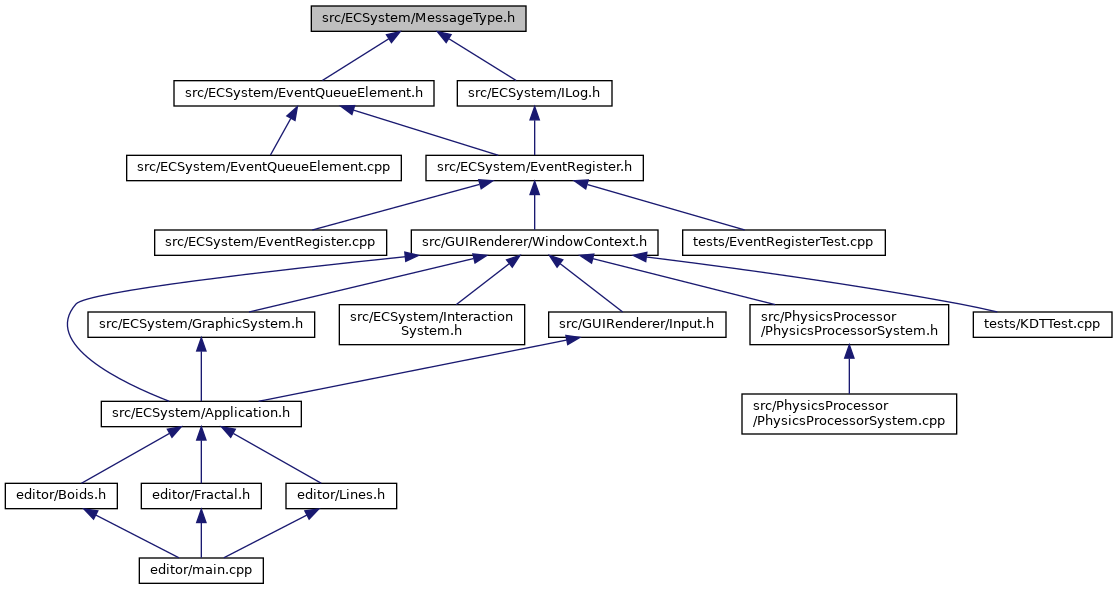 src/ECSystem/MessageType.h
src/ECSystem/EventQueueElement.h
src/ECSystem/ILog.h
src/ECSystem/EventQueueElement.cpp
src/ECSystem/EventRegister.h
src/ECSystem/EventRegister.cpp
src/GUIRenderer/WindowContext.h
tests/EventRegisterTest.cpp
src/ECSystem/GraphicSystem.h
src/ECSystem/Interaction
System.h
src/GUIRenderer/Input.h
src/PhysicsProcessor
/PhysicsProcessorSystem.h
tests/KDTTest.cpp
src/ECSystem/Application.h
src/PhysicsProcessor
/PhysicsProcessorSystem.cpp
editor/Boids.h
editor/Fractal.h
editor/Lines.h
editor/main.cpp